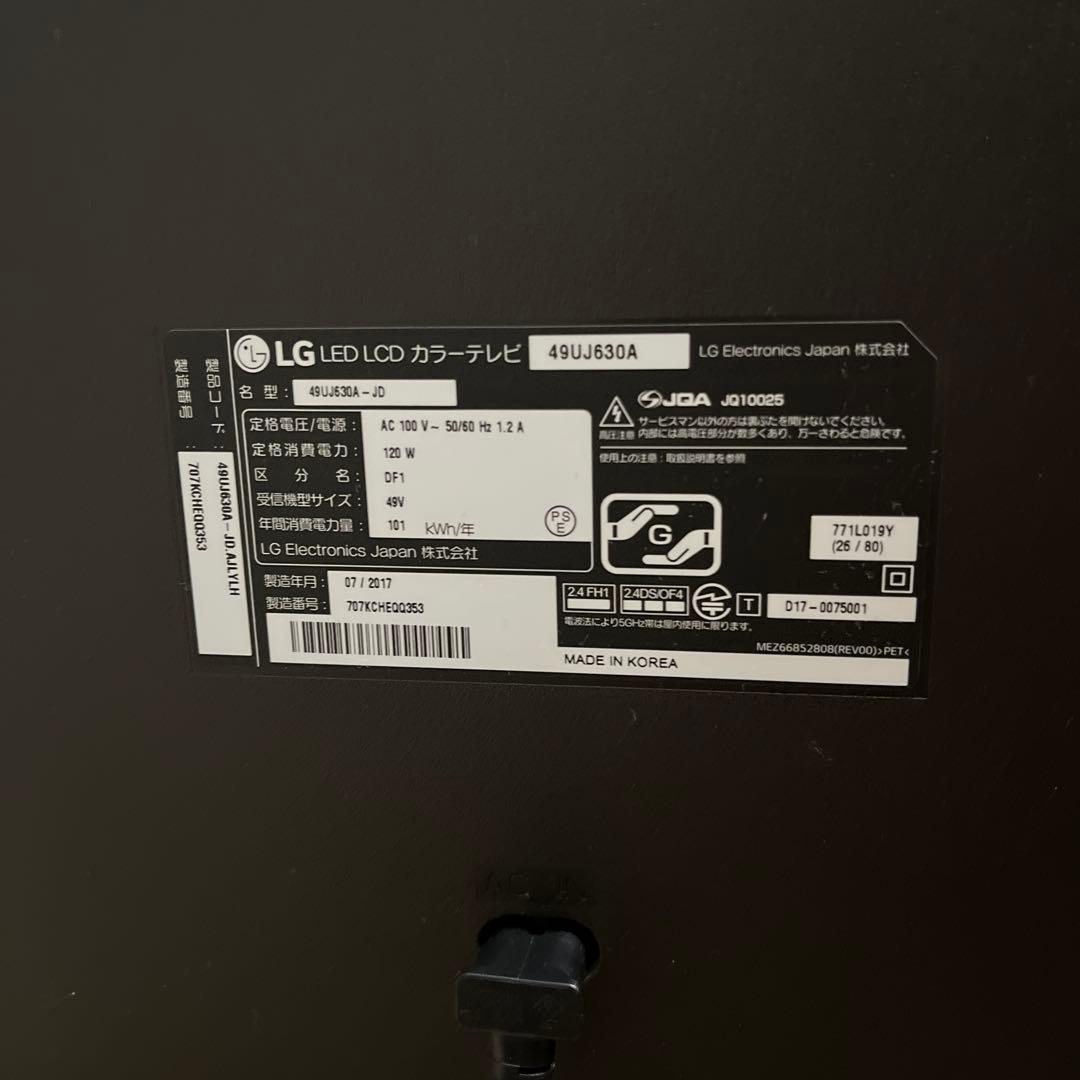 LG LED LCD カラーテレビ 49UJ630A LG Electronics Japan 株式会社
名 型： 49UJ630A-JD
定格電圧/電源： AC 100 V~ 50/60 Hz 1.2 A
定格消費電力： 120 W
区 分 名： DF1
受信機型サイズ： 49V
年間消費電力量： 101 kWh/年
PS
E
LG Electronics Japan 株式会社
製造年月： 07 / 2017
製造番号： 707KCHEQQ353
JQA JQ10025
サービスマン以外の方は裏ぶたを開けないでください。
高圧注意 内部には高電圧部分が数多くあり、万一さわると危険です。
使用上の注意：取扱説明書を参照
G
771L019Y
(26 / 80)
2.4 FH1 2.4DS/OF4 T D17-0075001
電波法により5GHz帯は屋内使用に限ります。
MEZ66852808(REV00)>PET<
MADE IN KOREA
製品コード： 49UJ630A-JD.AJLYLH
製造番号： 707KCHEQQ353
AC IN